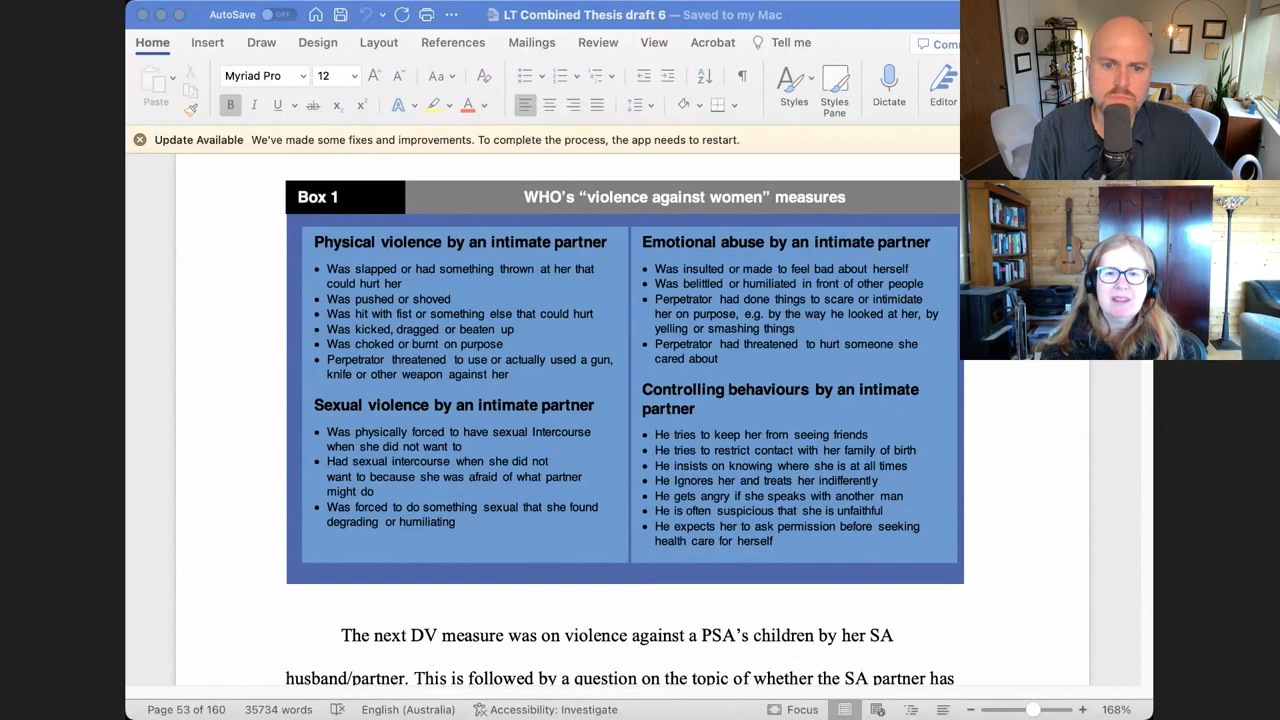 AutoSave OFF
LT Combined Thesis draft 6 — Saved to my Mac
Home Insert Draw Design Layout References Mailings Review View Acrobat Tell me
Paste
Myriad Pro 12
Styles
Styles
Pane
Dictate
Editor
Update Available We've made some fixes and improvements. To complete the process, the app needs to restart.
Box 1 WHO's “violence against women” measures
Physical violence by an intimate partner
• Was slapped or had something thrown at her that
could hurt her
• Was pushed or shoved
• Was hit with fist or something else that could hurt
• Was kicked, dragged or beaten up
• Was choked or burnt on purpose
• Perpetrator threatened to use or actually used a gun,
knife or other weapon against her
Sexual violence by an intimate partner
• Was physically forced to have sexual Intercourse
when she did not want to
• Had sexual intercourse when she did not
want to because she was afraid of what partner
might do
• Was forced to do something sexual that she found
degrading or humiliating
Emotional abuse by an intimate partner
• Was insulted or made to feel bad about herself
• Was belittled or humiliated in front of other people
• Perpetrator had done things to scare or intimidate
her on purpose, e.g. by the way he looked at her, by
yelling or smashing things
• Perpetrator had threatened to hurt someone she
cared about
Controlling behaviours by an intimate
partner
• He tries to keep her from seeing friends
• He tries to restrict contact with her family of birth
• He insists on knowing where she is at all times
• He Ignores her and treats her indifferently
• He gets angry if she speaks with another man
• He is often suspicious that she is unfaithful
• He expects her to ask permission before seeking
health care for herself
The next DV measure was on violence against a PSA's children by her SA
husband/partner. This is followed by a question on the topic of whether the SA partner has
Page 53 of 160 35734 words English (Australia) Accessibility: Investigate Focus 168%